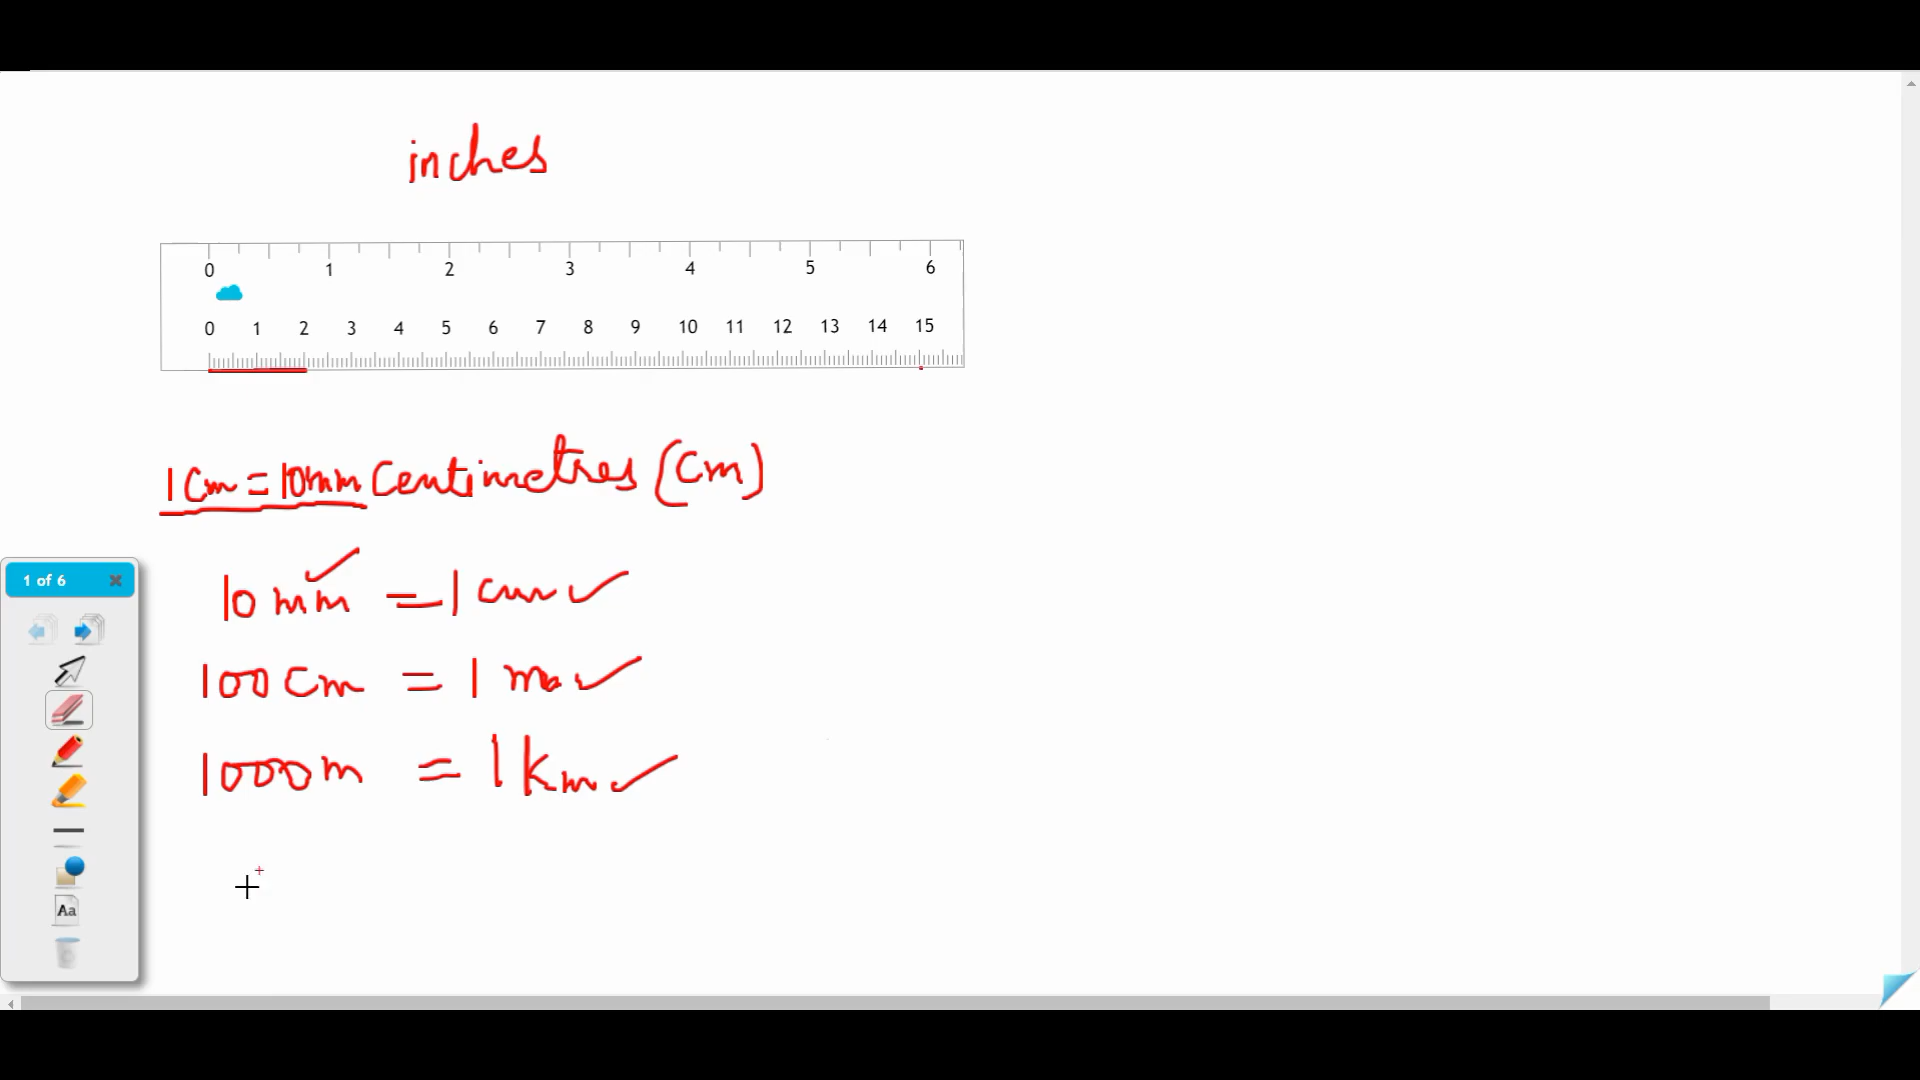 inches
0 1 2 3 4 5 6
0 1 2 3 4 5 6 7 8 9 10 11 12 13 14 15
1 Cm = 10mm Centimetres (Cm)
10 mm = 1 cm
100 Cm = 1 m
1000 m = 1 Km
1 of 6
Aa